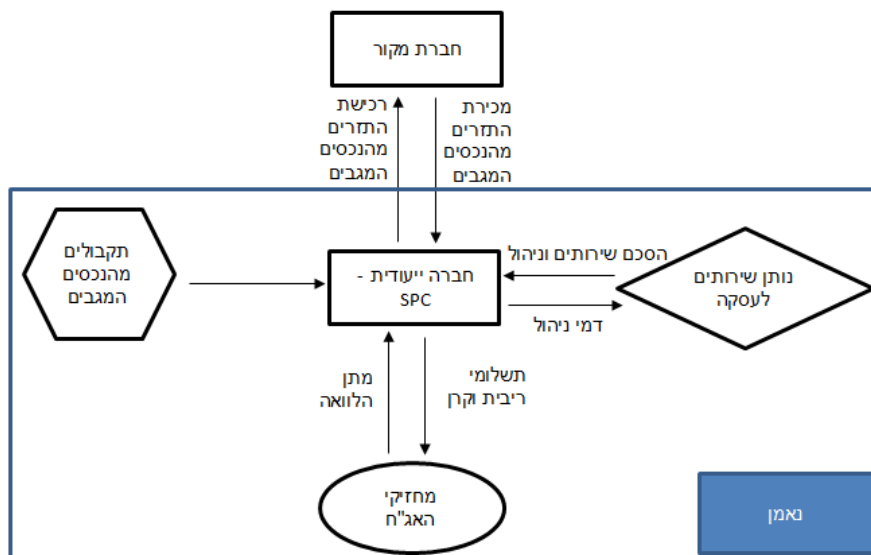 חברת מקור
רכישת
התזרים
מהנכסים
המגבים
מכירת
התזרים
מהנכסים
המגבים
תקבולים
מהנכסים
המגבים
חברה ייעודית -
SPC
הסכם שירותים וניהול
דמי ניהול
נותן שירותים
לעסקה
מתן
הלוואה
תשלומי
ריבית וקרן
מחזיקי
האג"ח
נאמן